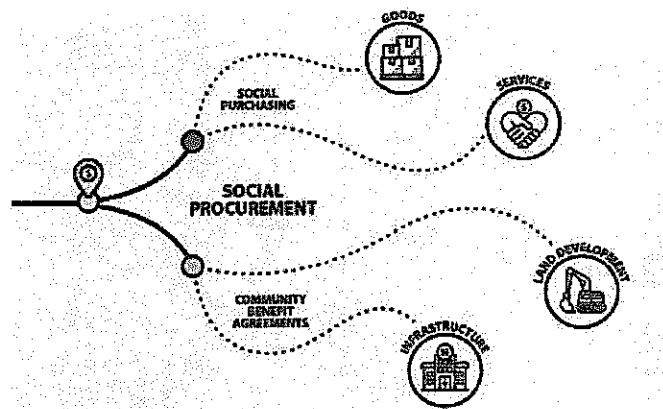 GOODS
SOCIAL
PURCHASING
SERVICES
$
$
SOCIAL
PROCUREMENT
LAND DEVELOPMENT
COMMUNITY
BENEFIT
AGREEMENTS
INFRASTRUCTURE